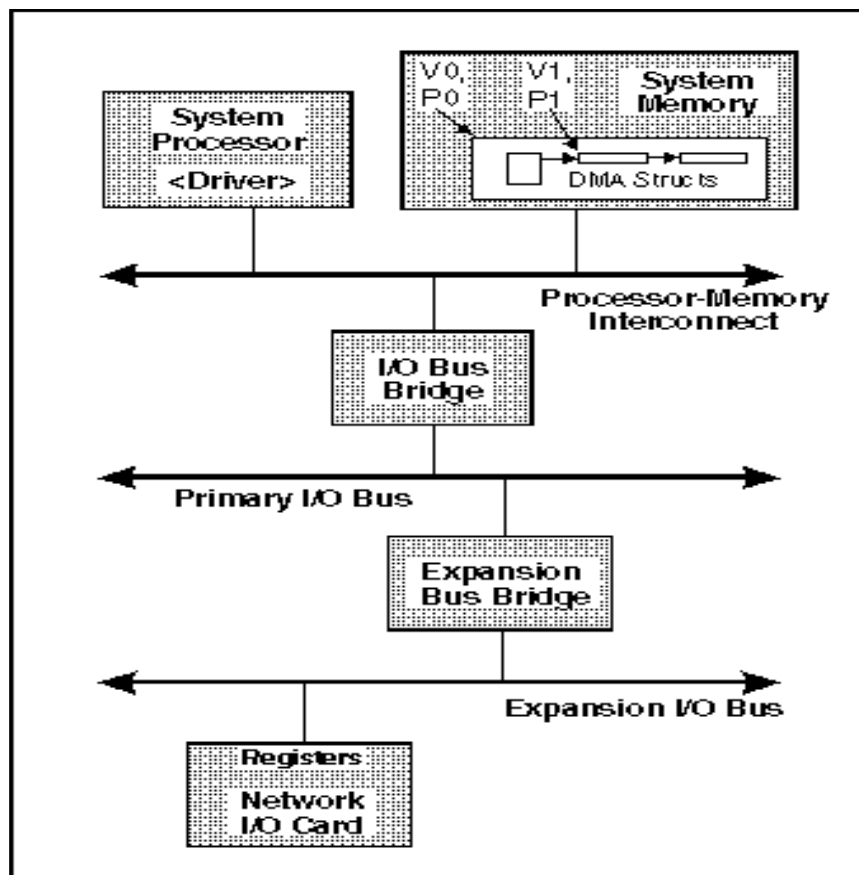 System
Processor
<Driver>
V0,
P0
V1,
P1
System
Memory
DMA Structs
Processor-Memory
Interconnect
I/O Bus
Bridge
Primary I/O Bus
Expansion
Bus Bridge
Expansion I/O Bus
Registers
Network
I/O Card